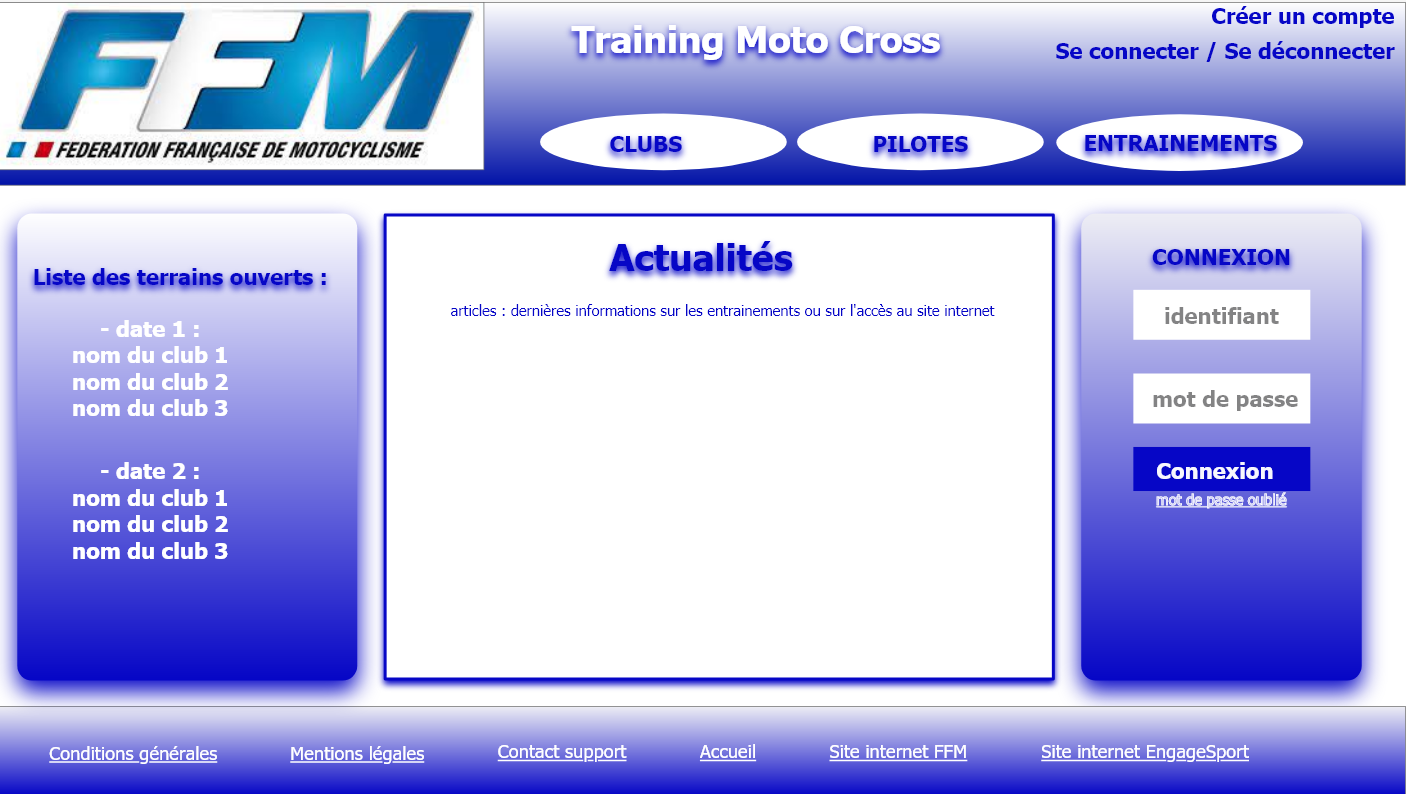 FFM
FEDERATION FRANÇAISE DE MOTOCYCLISME
Training Moto Cross
Créer un compte
Se connecter / Se déconnecter
CLUBS
PILOTES
ENTRAINEMENTS
Liste des terrains ouverts :
- date 1 :
nom du club 1
nom du club 2
nom du club 3
- date 2 :
nom du club 1
nom du club 2
nom du club 3
Actualités
articles : dernières informations sur les entrainements ou sur l'accès au site internet
CONNEXION
identifiant
mot de passe
Connexion
mot de passe oublié
Conditions générales
Mentions légales
Contact support
Accueil
Site internet FFM
Site internet EngageSport